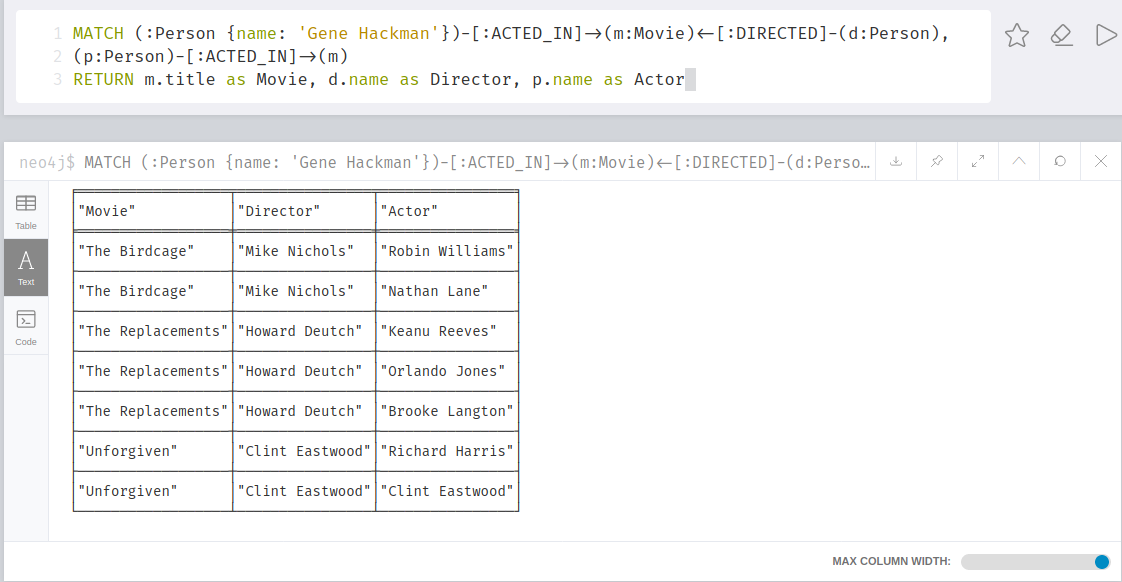 1 MATCH (:Person {name: 'Gene Hackman'})-[:ACTED_IN]→(m:Movie)←[:DIRECTED]-(d:Person),
2 (p:Person)-[:ACTED_IN]→(m)
3 RETURN m.title as Movie, d.name as Director, p.name as Actor
neo4j$ MATCH (:Person {name: 'Gene Hackman'})-[:ACTED_IN]→(m:Movie)←[:DIRECTED]-(d:Perso…
Table
Text
Code
"Movie" "Director" "Actor"
"The Birdcage" "Mike Nichols" "Robin Williams"
"The Birdcage" "Mike Nichols" "Nathan Lane"
"The Replacements" "Howard Deutch" "Keanu Reeves"
"The Replacements" "Howard Deutch" "Orlando Jones"
"The Replacements" "Howard Deutch" "Brooke Langton"
"Unforgiven" "Clint Eastwood" "Richard Harris"
"Unforgiven" "Clint Eastwood" "Clint Eastwood"
MAX COLUMN WIDTH: